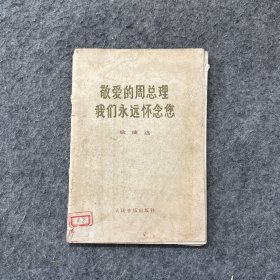 敬爱的周总理
我们永远怀念您
歌曲选
人民音乐出版社